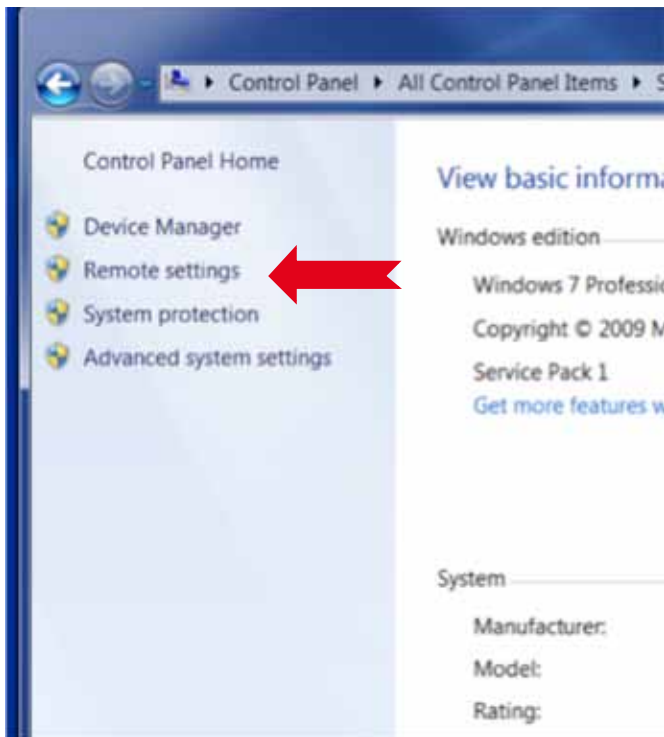 Control Panel All Control Panel Items
Control Panel Home
Device Manager
Remote settings
System protection
Advanced system settings
View basic informa
Windows edition
Windows 7 Professi
Copyright © 2009 M
Service Pack 1
Get more features w
System
Manufacturer:
Model:
Rating: